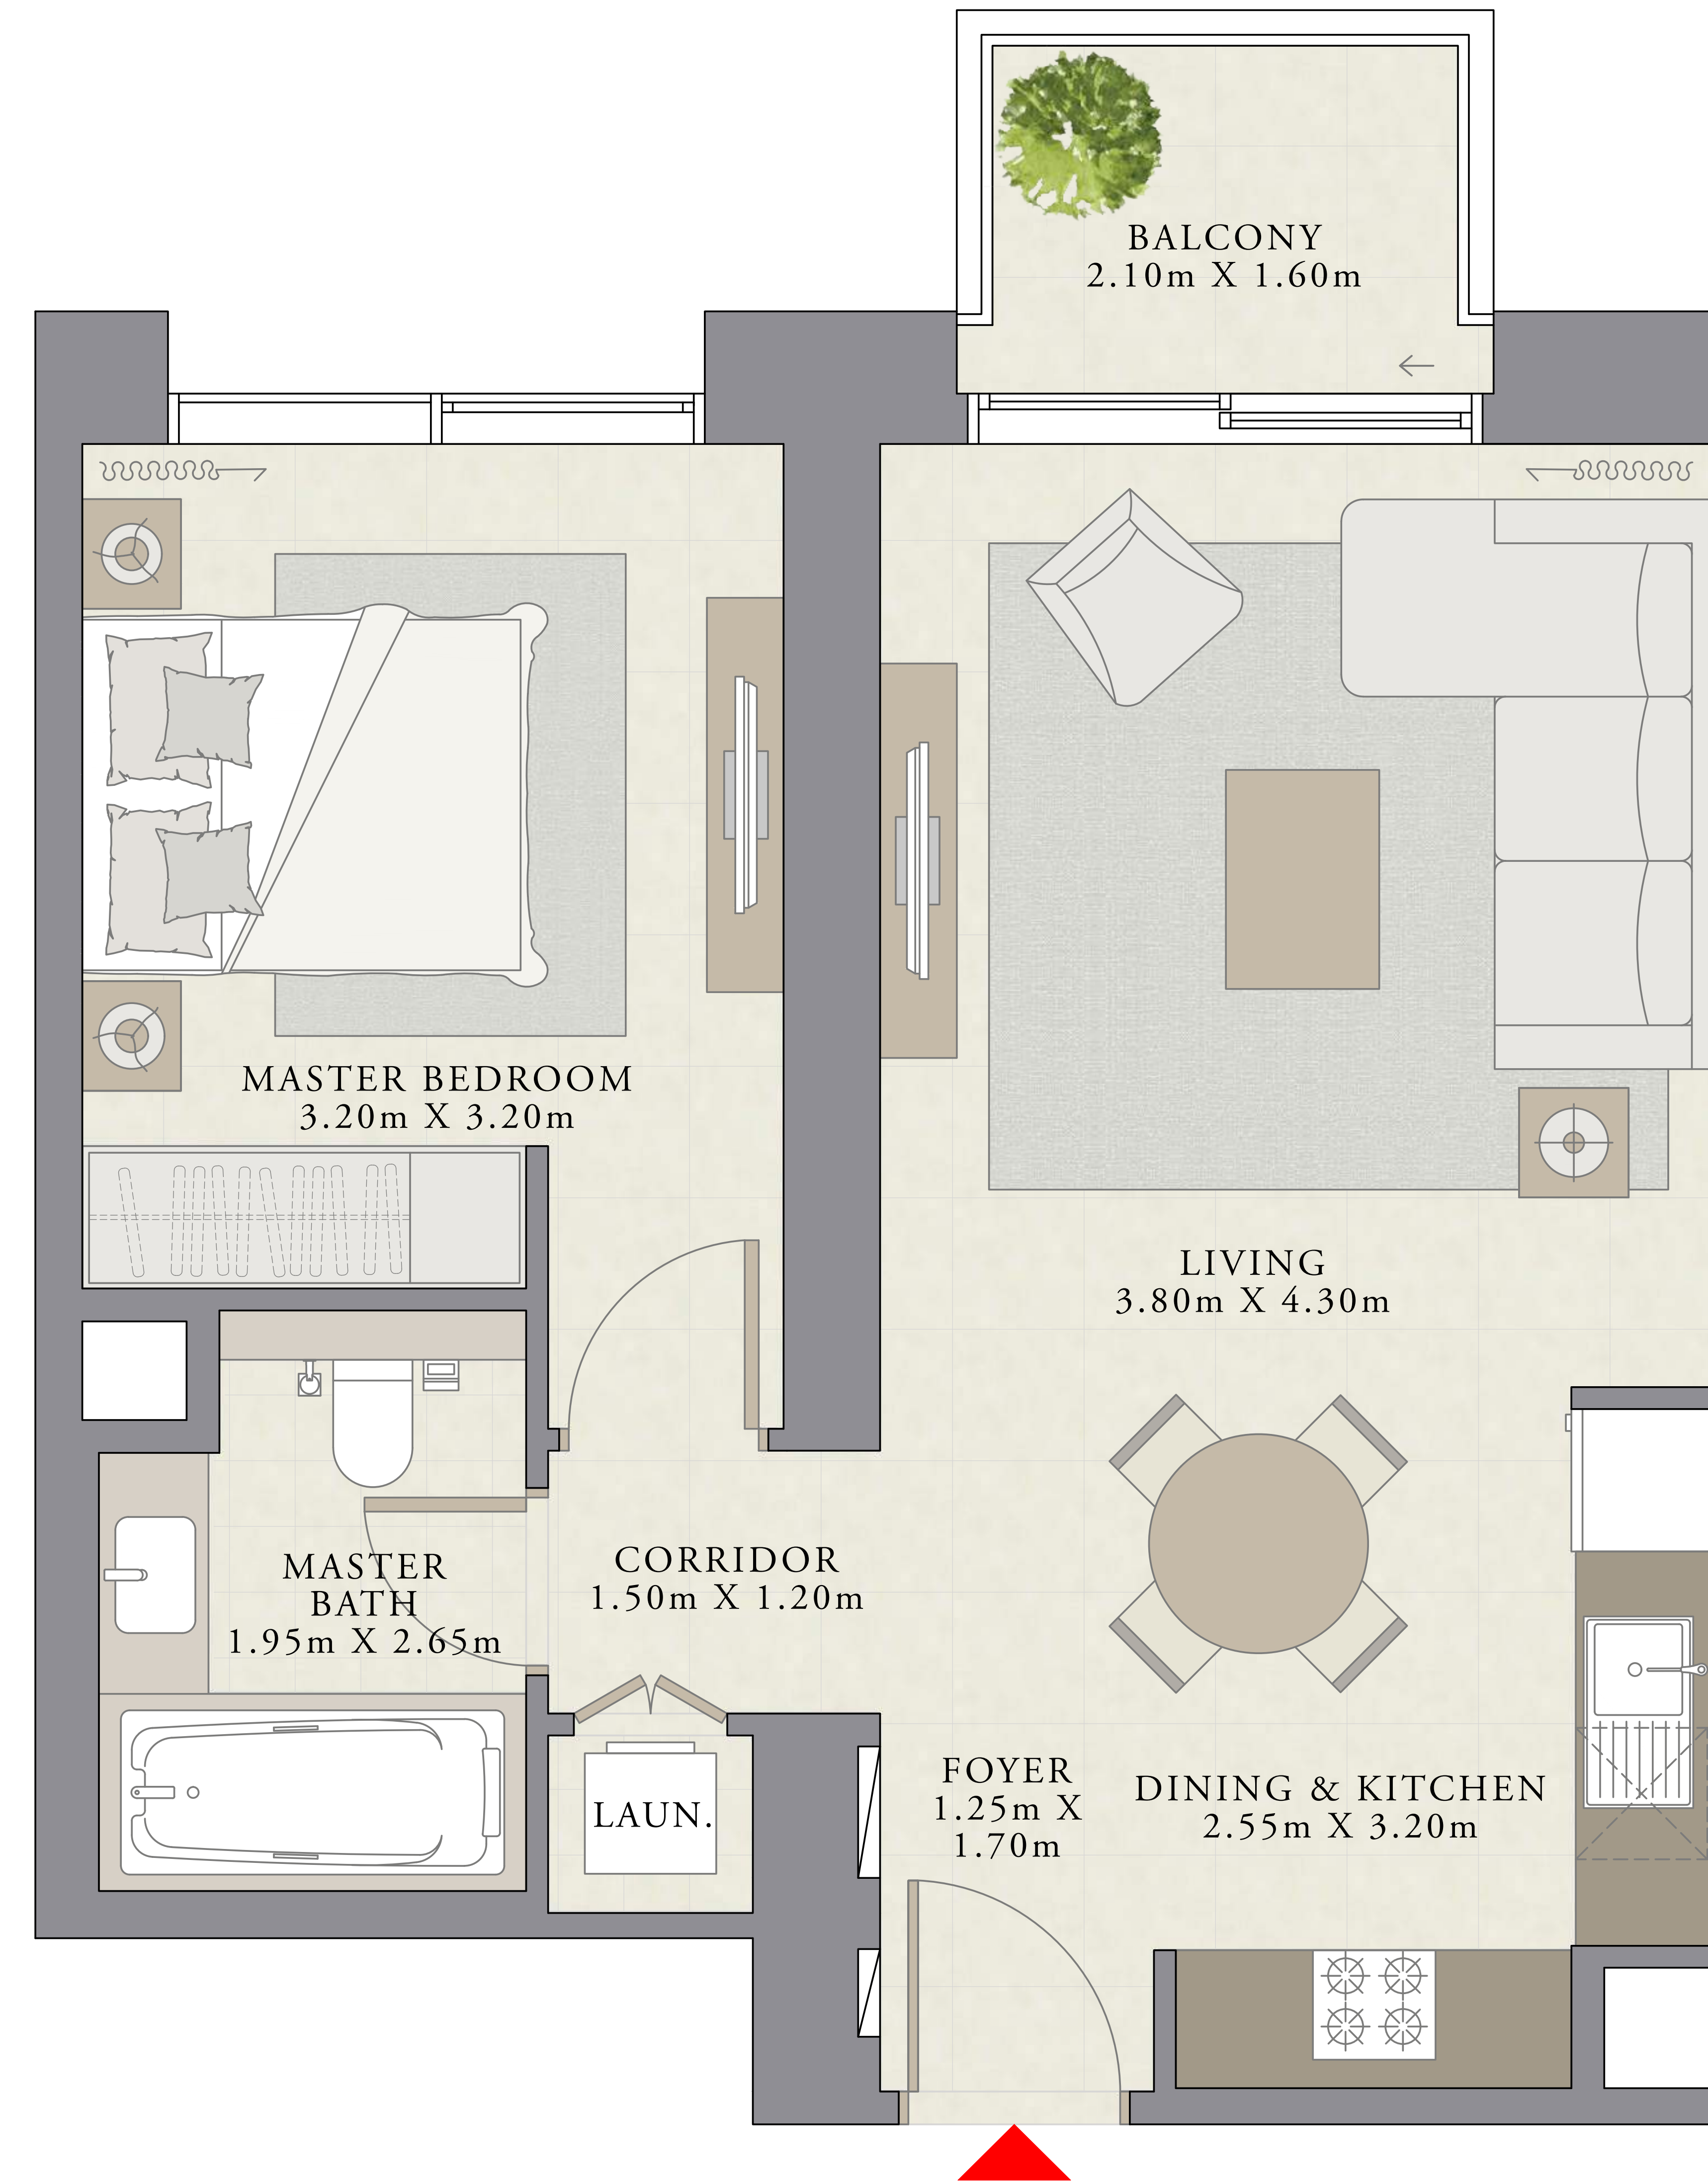 BALCONY
2.10m X 1.60m
MASTER BEDROOM
3.20m X 3.20m
LIVING
3.80m X 4.30m
MASTER
BATH
1.95m X 2.65m
CORRIDOR
1.50m X 1.20m
LAUN.
FOYER
1.25m X
1.70m
DINING & KITCHEN
2.55m X 3.20m